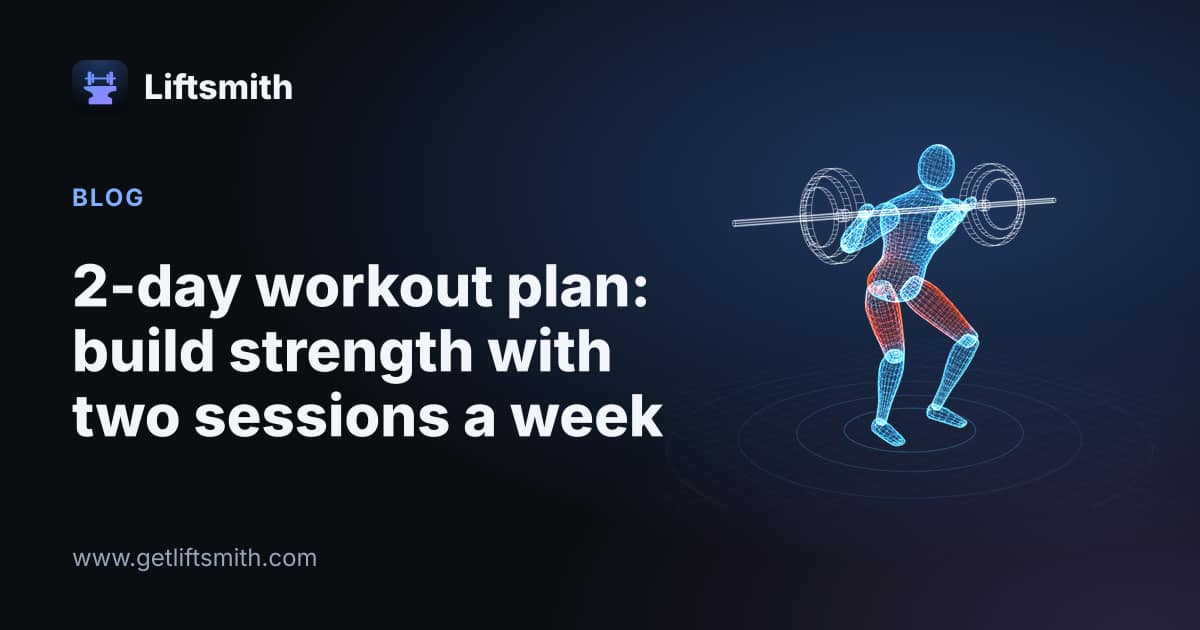 Liftsmith
BLOG
2-day workout plan:
build strength with
two sessions a week
www.getliftsmith.com